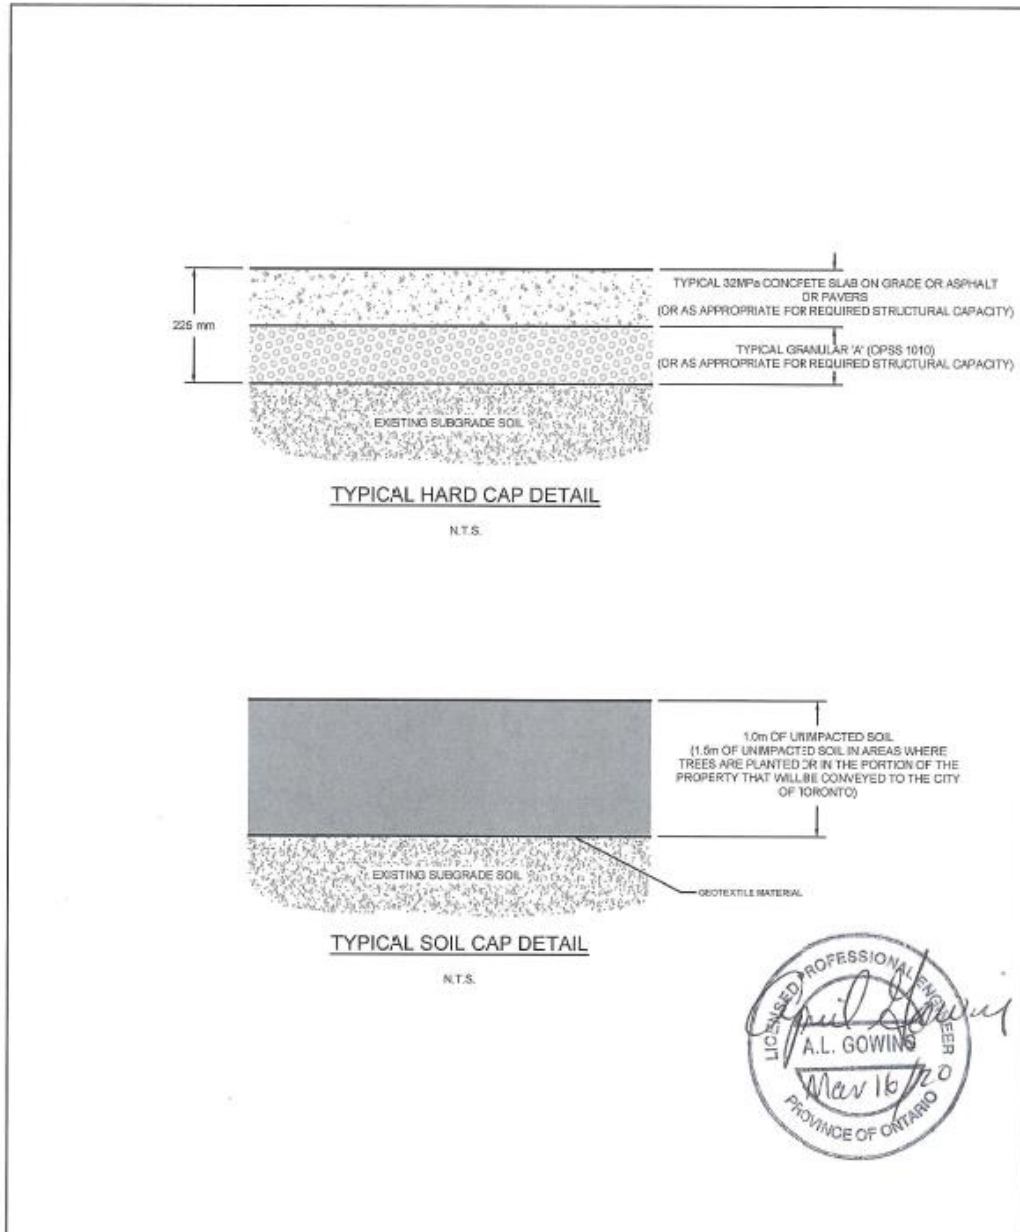 225 mm
TYPICAL 32MPa CONCRETE SLAB ON GRADE OR ASPHALT
OR PAVERS
(OR AS APPROPRIATE FOR REQUIRED STRUCTURAL CAPACITY)
TYPICAL GRANULAR 'A' (OPSS 1010)
(OR AS APPROPRIATE FOR REQUIRED STRUCTURAL CAPACITY)
EXISTING SUBGRADE SOIL
TYPICAL HARD CAP DETAIL
N.T.S.
1.0m OF UNIMPACTED SOIL
(1.5m OF UNIMPACTED SOIL IN AREAS WHERE
TREES ARE PLANTED OR IN THE PORTION OF THE
PROPERTY THAT WILL BE CONVEYED TO THE CITY
OF TORONTO)
EXISTING SUBGRADE SOIL
GEOTEXTILE MATERIAL
TYPICAL SOIL CAP DETAIL
N.T.S.
LICENSED PROFESSIONAL ENGINEER
April Gowing
A.L. GOWING
Mar 16/20
PROVINCE OF ONTARIO